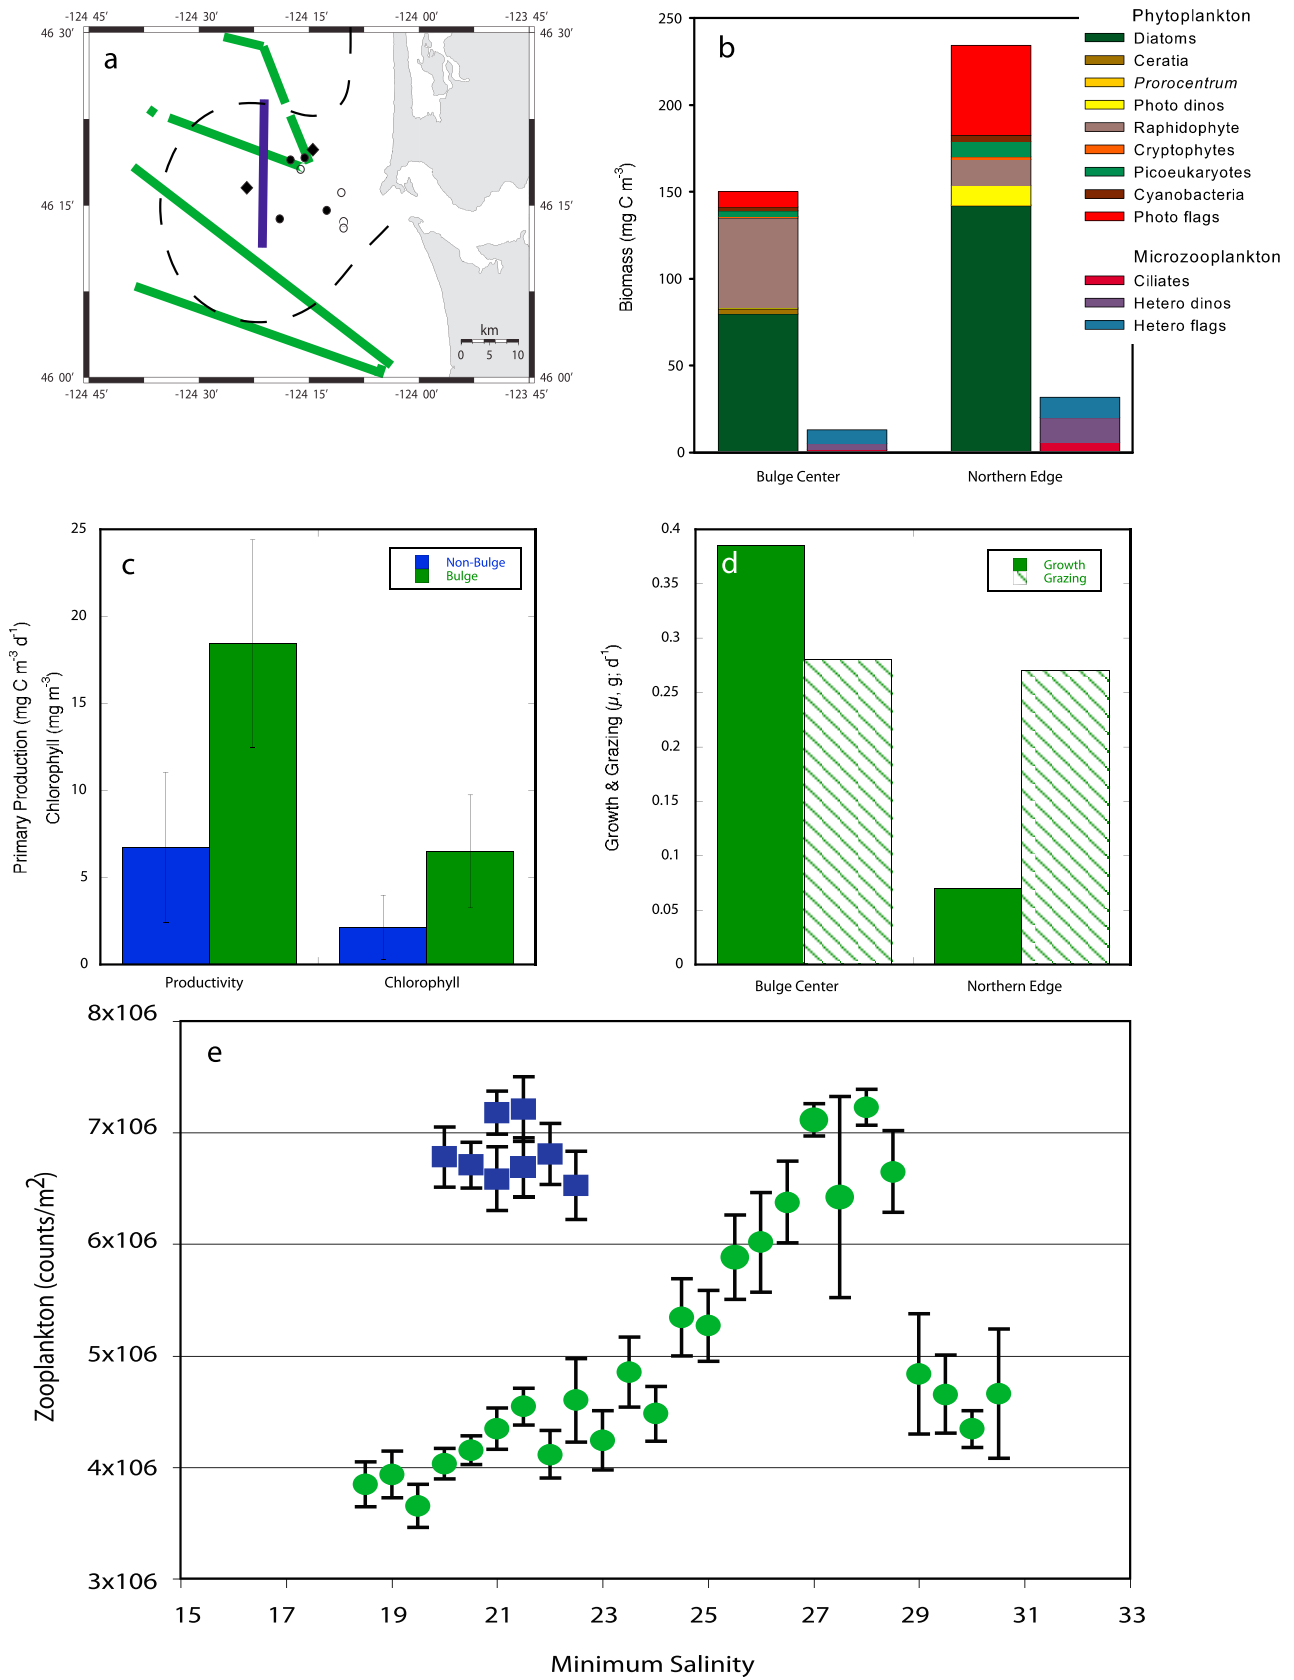 -124 45′ -124 30′ -124 15′ -124 00′ -123 45′
46 30′ 46 30′
a
46 15′ 46 15′
km
0 5 10
46 00′ 46 00′
-124 45′ -124 30′ -124 15′ -124 00′ -123 45′
b
Biomass (mg C m-3)
250
200
150
100
50
0
Bulge Center Northern Edge
Phytoplankton
Diatoms
Ceratia
Prorocentrum
Photo dinos
Raphidophyte
Cryptophytes
Picoeukaryotes
Cyanobacteria
Photo flags
Microzooplankton
Ciliates
Hetero dinos
Hetero flags
c
Primary Production (mg C m-3 d-1)
Chlorophyll (mg m-3)
25
20
15
10
5
0
Non-Bulge
Bulge
Productivity Chlorophyll
d
Growth & Grazing (μ, g; d-1)
0.4
0.35
0.3
0.25
0.2
0.15
0.1
0.05
0
Growth
Grazing
Bulge Center Northern Edge
e
Zooplankton (counts/m2)
8x106
7x106
6x106
5x106
4x106
3x106
15 17 19 21 23 25 27 29 31 33
Minimum Salinity